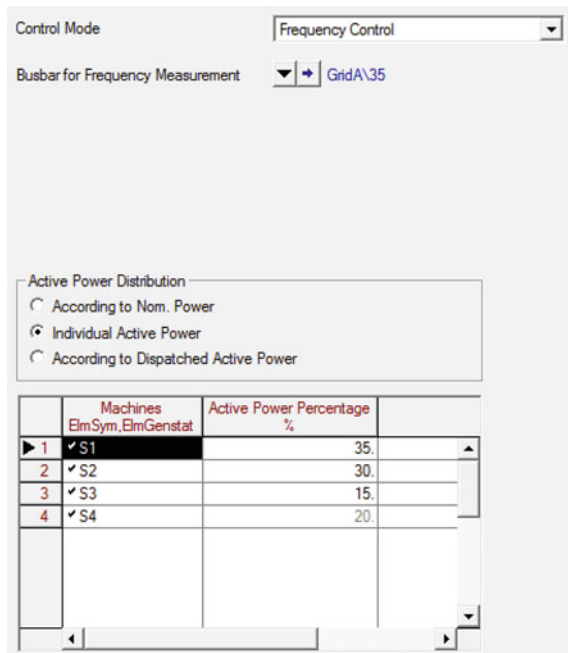 Control Mode Frequency Control
Busbar for Frequency Measurement GridA\35
Active Power Distribution
According to Nom. Power
Individual Active Power
According to Dispatched Active Power
Machines Active Power Percentage
ElmSym,ElmGenstat %
1 S1 35.
2 S2 30.
3 S3 15.
4 S4 20.